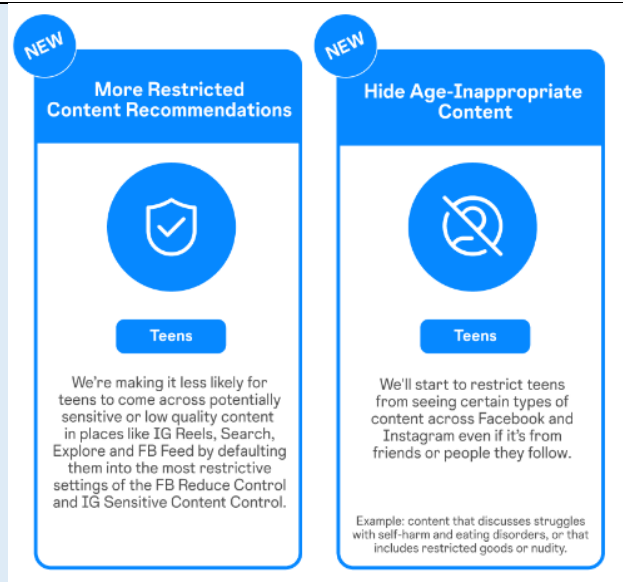 NEW
More Restricted
Content Recommendations
Teens
We're making it less likely for
teens to come across potentially
sensitive or low quality content
in places like IG Reels, Search,
Explore and FB Feed by defaulting
them into the most restrictive
settings of the FB Reduce Control
and IG Sensitive Content Control.
NEW
Hide Age-Inappropriate
Content
Teens
We'll start to restrict teens
from seeing certain types of
content across Facebook and
Instagram even if it's from
friends or people they follow.
Example: content that discusses struggles
with self-harm and eating disorders, or that
includes restricted goods or nudity.